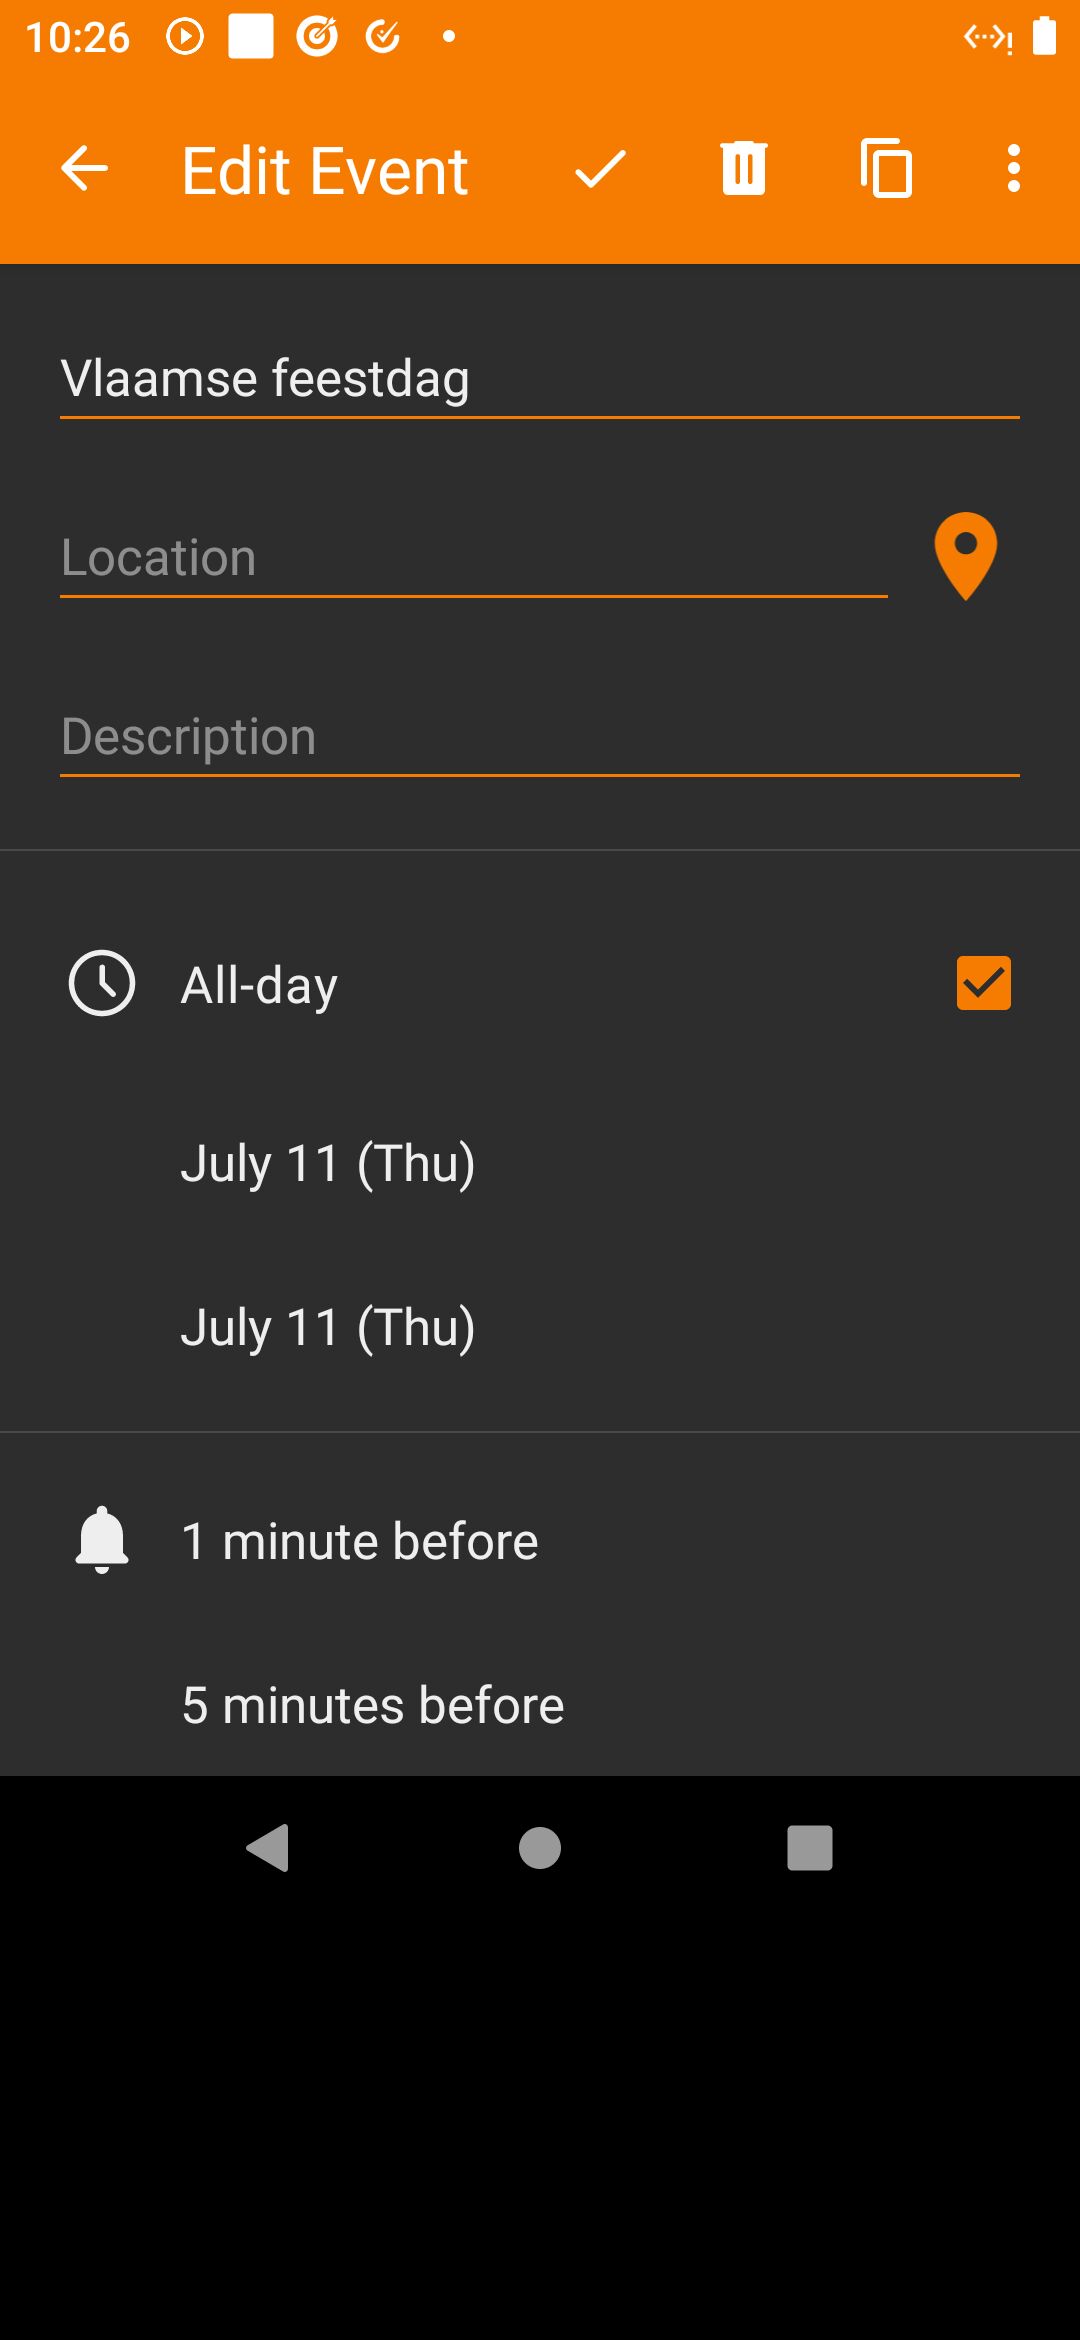 10:26
Edit Event
Vlaamse feestdag
Location
Description
All-day
July 11 (Thu)
July 11 (Thu)
1 minute before
5 minutes before